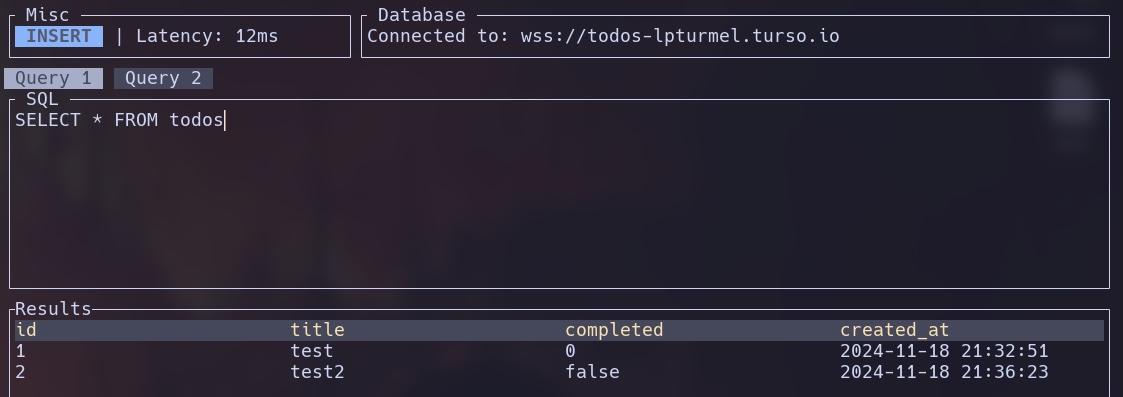 Misc
INSERT | Latency: 12ms
Database
Connected to: wss://todos-lpturmel.turso.io
Query 1 Query 2
SQL
SELECT * FROM todos
Results
id title completed created_at
1 test 0 2024-11-18 21:32:51
2 test2 false 2024-11-18 21:36:23